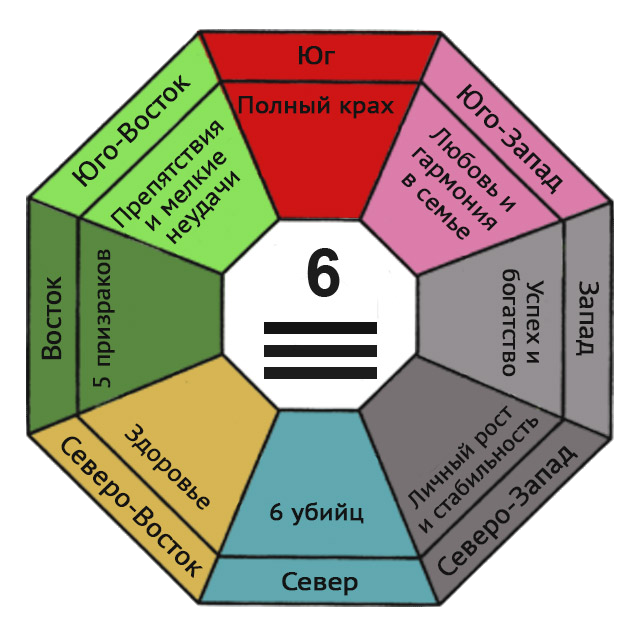 Юг
Полный крах
Юго-Запад
Любовь и
гармония
в семье
Запад
Успех и
богатство
Северо-Запад
Личный рост
и стабильность
Север
6 убийц
Северо-Восток
Здоровье
Восток
5 призраков
Юго-Восток
Препятствия
и мелкие
неудачи
6